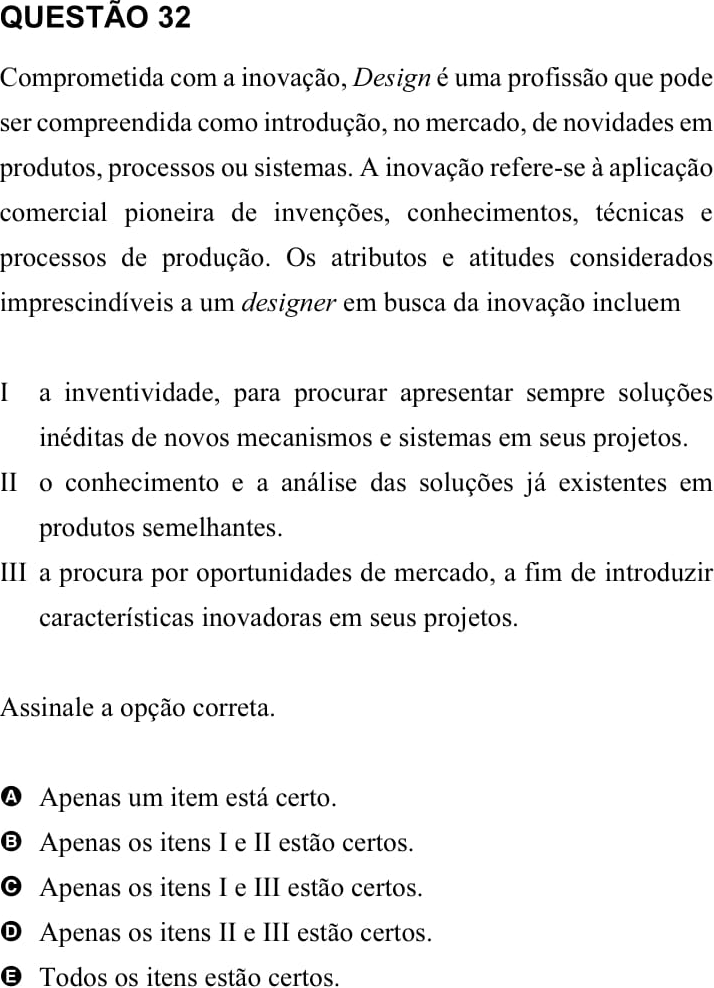 QUESTÃO 32
Comprometida com a inovação, Design é uma profissão que pode
ser compreendida como introdução, no mercado, de novidades em
produtos, processos ou sistemas. A inovação refere-se à aplicação
comercial pioneira de invenções, conhecimentos, técnicas e
processos de produção. Os atributos e atitudes considerados
imprescindíveis a um designer em busca da inovação incluem
I a inventividade, para procurar apresentar sempre soluções
inéditas de novos mecanismos e sistemas em seus projetos.
II o conhecimento e a análise das soluções já existentes em
produtos semelhantes.
III a procura por oportunidades de mercado, a fim de introduzir
características inovadoras em seus projetos.
Assinale a opção correta.
A Apenas um item está certo.
B Apenas os itens I e II estão certos.
C Apenas os itens I e III estão certos.
D Apenas os itens II e III estão certos.
E Todos os itens estão certos.